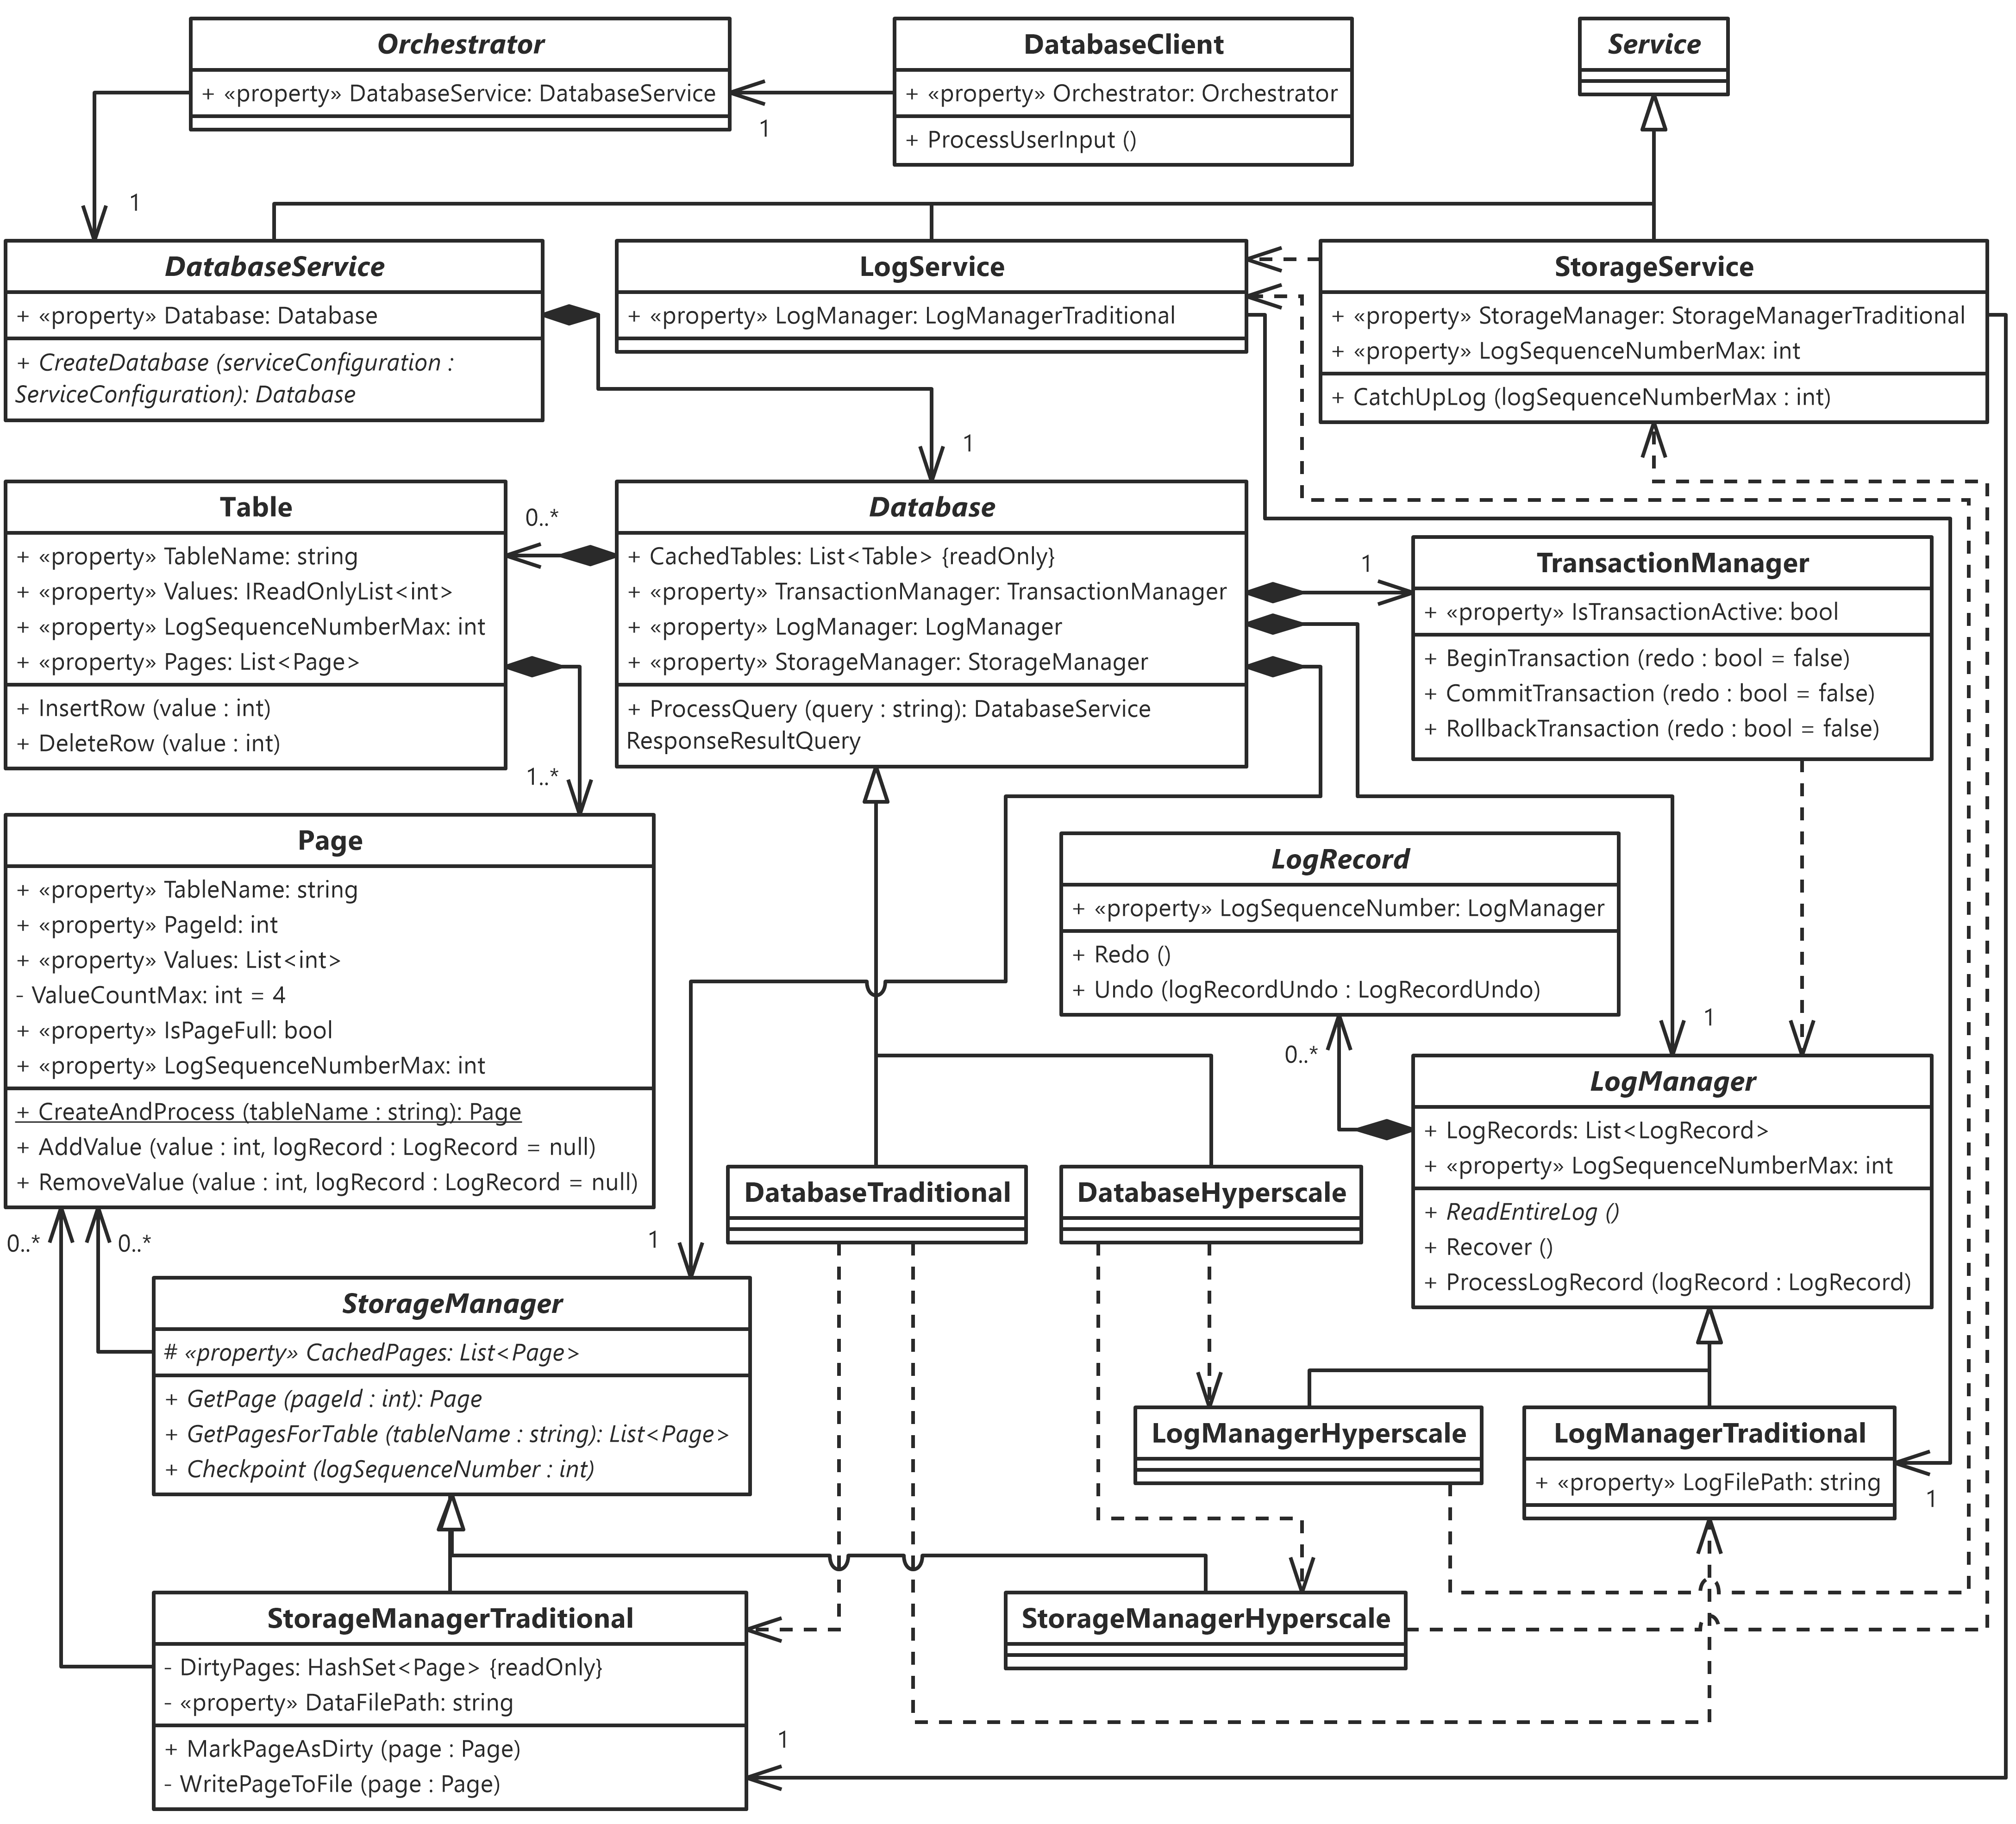 Orchestrator
+ «property» DatabaseService: DatabaseService
1
DatabaseClient
+ «property» Orchestrator: Orchestrator
+ ProcessUserInput ()
Service
1
DatabaseService
+ «property» Database: Database
+ CreateDatabase (serviceConfiguration :
ServiceConfiguration): Database
LogService
+ «property» LogManager: LogManagerTraditional
StorageService
+ «property» StorageManager: StorageManagerTraditional
+ «property» LogSequenceNumberMax: int
+ CatchUpLog (logSequenceNumberMax : int)
1
Table
+ «property» TableName: string
+ «property» Values: IReadOnlyList<int>
+ «property» LogSequenceNumberMax: int
+ «property» Pages: List<Page>
+ InsertRow (value : int)
+ DeleteRow (value : int)
0..*
Database
+ CachedTables: List<Table> {readOnly}
+ «property» TransactionManager: TransactionManager
+ «property» LogManager: LogManager
+ «property» StorageManager: StorageManager
+ ProcessQuery (query : string): DatabaseService
ResponseResultQuery
1
TransactionManager
+ «property» IsTransactionActive: bool
+ BeginTransaction (redo : bool = false)
+ CommitTransaction (redo : bool = false)
+ RollbackTransaction (redo : bool = false)
1..*
Page
+ «property» TableName: string
+ «property» PageId: int
+ «property» Values: List<int>
- ValueCountMax: int = 4
+ «property» IsPageFull: bool
+ «property» LogSequenceNumberMax: int
+ CreateAndProcess (tableName : string): Page
+ AddValue (value : int, logRecord : LogRecord = null)
+ RemoveValue (value : int, logRecord : LogRecord = null)
LogRecord
+ «property» LogSequenceNumber: LogManager
+ Redo ()
+ Undo (logRecordUndo : LogRecordUndo)
0..*
1
LogManager
+ LogRecords: List<LogRecord>
+ «property» LogSequenceNumberMax: int
+ ReadEntireLog ()
+ Recover ()
+ ProcessLogRecord (logRecord : LogRecord)
DatabaseTraditional
DatabaseHyperscale
0..*
0..*
1
StorageManager
# «property» CachedPages: List<Page>
+ GetPage (pageId : int): Page
+ GetPagesForTable (tableName : string): List<Page>
+ Checkpoint (logSequenceNumber : int)
LogManagerHyperscale
LogManagerTraditional
+ «property» LogFilePath: string
1
StorageManagerTraditional
- DirtyPages: HashSet<Page> {readOnly}
- «property» DataFilePath: string
+ MarkPageAsDirty (page : Page)
- WritePageToFile (page : Page)
StorageManagerHyperscale
1